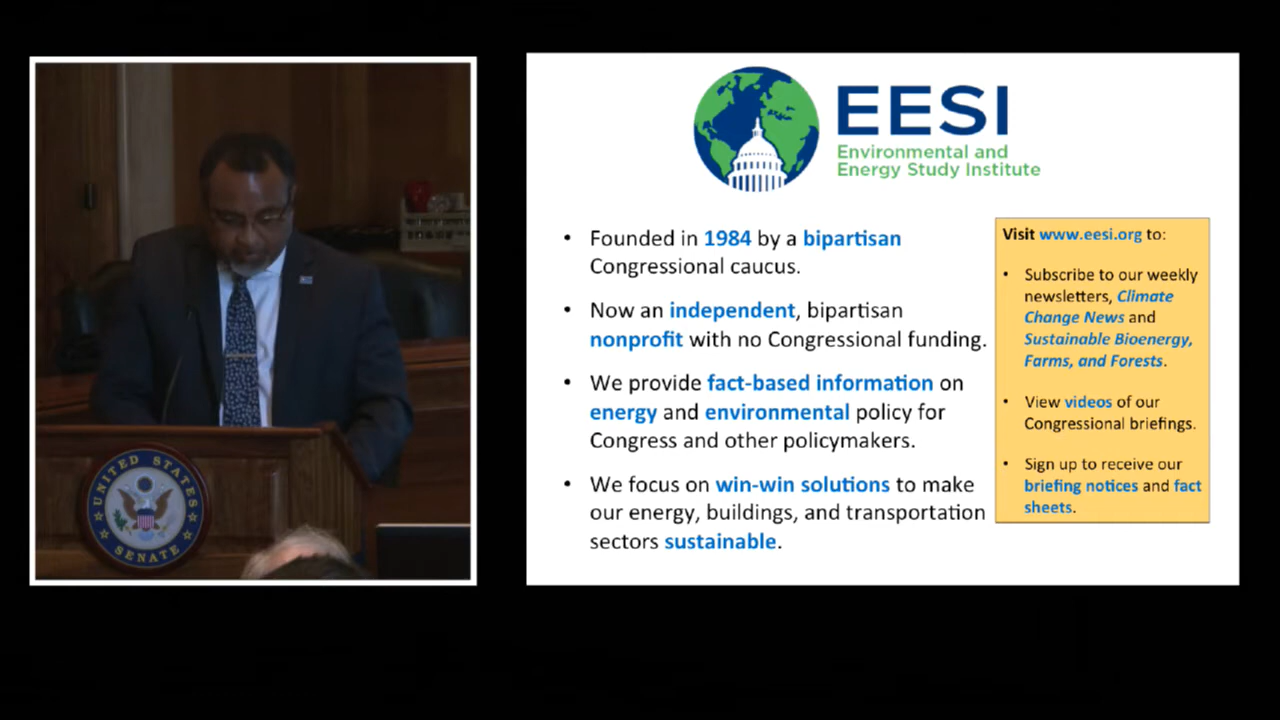 UNITED STATES
SENATE
EESI
Environmental and
Energy Study Institute
• Founded in 1984 by a bipartisan
Congressional caucus.
• Now an independent, bipartisan
nonprofit with no Congressional funding.
• We provide fact-based information on
energy and environmental policy for
Congress and other policymakers.
• We focus on win-win solutions to make
our energy, buildings, and transportation
sectors sustainable.
Visit www.eesi.org to:
• Subscribe to our weekly
newsletters, Climate
Change News and
Sustainable Bioenergy,
Farms, and Forests.
• View videos of our
Congressional briefings.
• Sign up to receive our
briefing notices and fact
sheets.